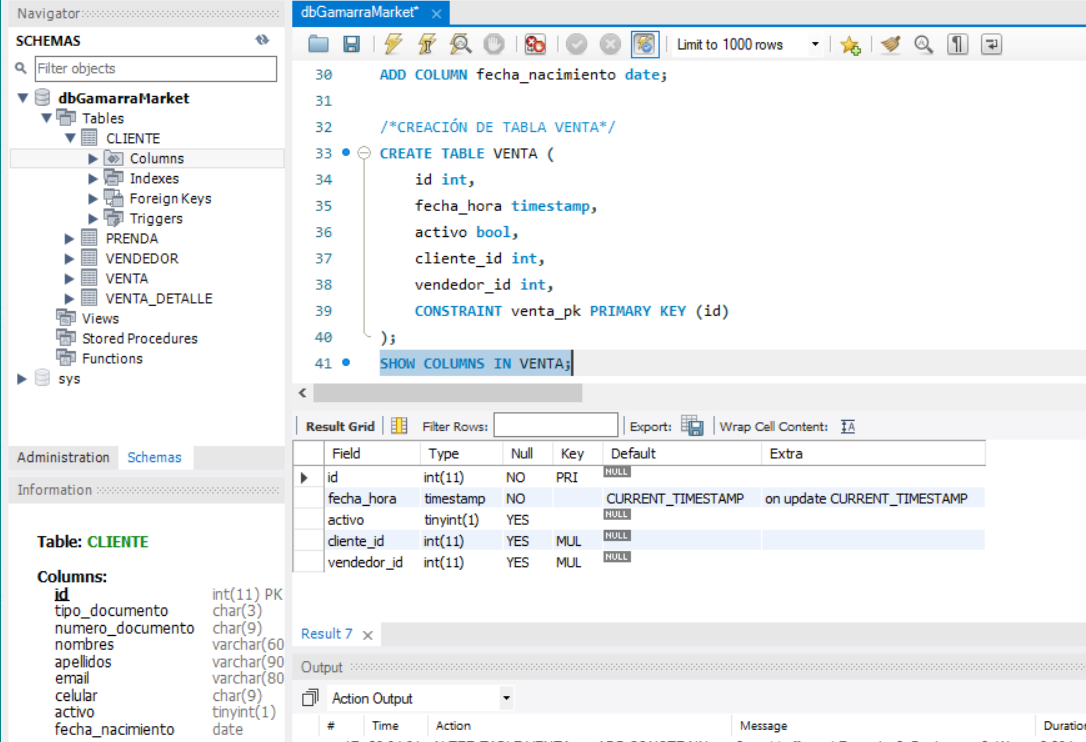 Navigator
SCHEMAS
Filter objects
dbGamarraMarket
Tables
CLIENTE
Columns
Indexes
Foreign Keys
Triggers
PRENDA
VENDEDOR
VENTA
VENTA_DETALLE
Views
Stored Procedures
Functions
sys
Administration Schemas
Information
Table: CLIENTE
Columns:
id int(11) PK
tipo_documento char(3)
numero_documento char(9)
nombres varchar(60
apellidos varchar(90
email varchar(80
celular char(9)
activo tinyint(1)
fecha_nacimiento date
dbGamarraMarket*
Limit to 1000 rows
30 ADD COLUMN fecha_nacimiento date;
31
32 /*CREACIÓN DE TABLA VENTA*/
33 CREATE TABLE VENTA (
34 id int,
35 fecha_hora timestamp,
36 activo bool,
37 cliente_id int,
38 vendedor_id int,
39 CONSTRAINT venta_pk PRIMARY KEY (id)
40 );
41 SHOW COLUMNS IN VENTA;
Result Grid Filter Rows: Export: Wrap Cell Content:
Field Type Null Key Default Extra
id int(11) NO PRI NULL
fecha_hora timestamp NO CURRENT_TIMESTAMP on update CURRENT_TIMESTAMP
activo tinyint(1) YES NULL
cliente_id int(11) YES MUL NULL
vendedor_id int(11) YES MUL NULL
Result 7
Output
Action Output
# Time Action Message Duration